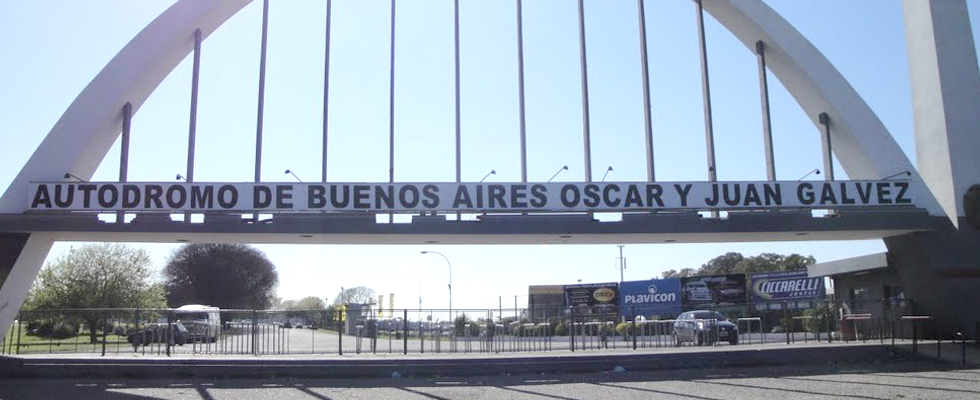 AUTODROMO DE BUENOS AIRES OSCAR Y JUAN GALVEZ
PLAVICON
CICCARELLI